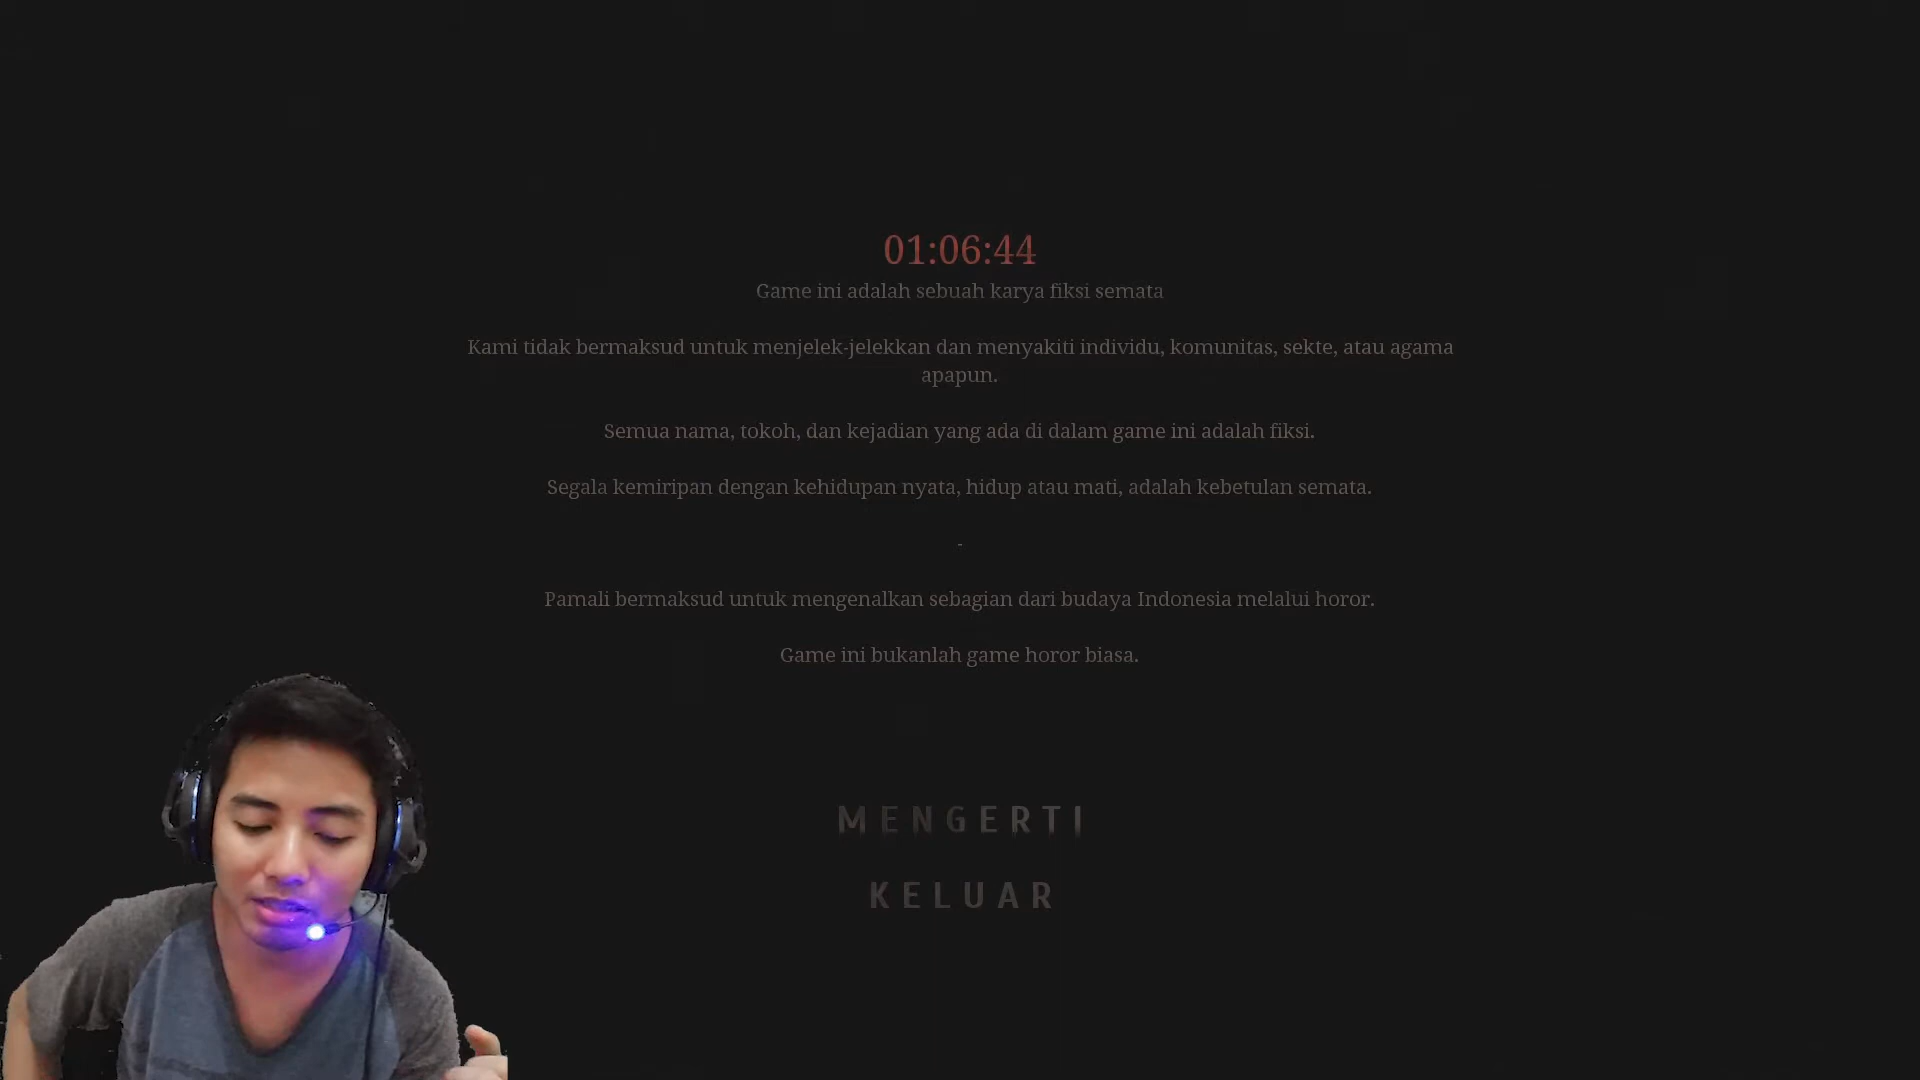 01:06:44
Game ini adalah sebuah karya fiksi semata
Kami tidak bermaksud untuk menjelek-jelekkan dan menyakiti individu, komunitas, sekte, atau agama
apapun.
Semua nama, tokoh, dan kejadian yang ada di dalam game ini adalah fiksi.
Segala kemiripan dengan kehidupan nyata, hidup atau mati, adalah kebetulan semata.
-
Pamali bermaksud untuk mengenalkan sebagian dari budaya Indonesia melalui horor.
Game ini bukanlah game horor biasa.
MENGERTI
KELUAR